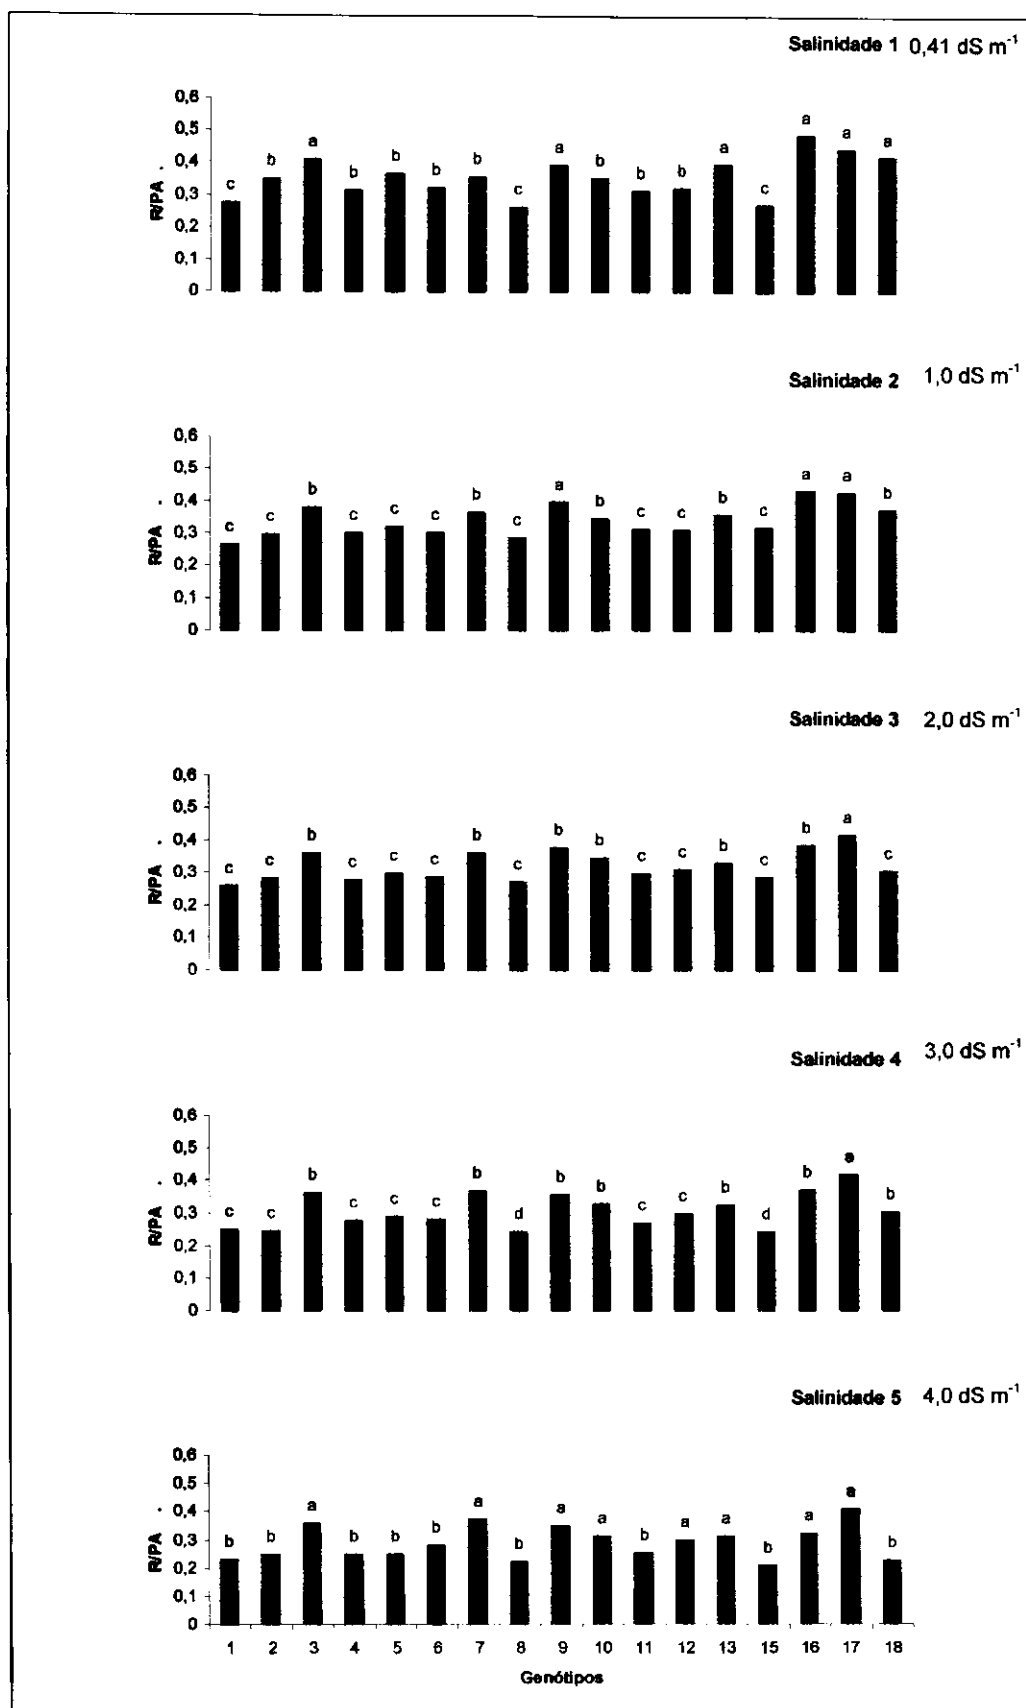 Salinidade 1 0,41 dS m⁻¹
0,6
0,5
0,4
0,3
0,2
0,1
0
R/PA
c b a b b b b c a b b b a c a a a
Salinidade 2 1,0 dS m⁻¹
0,6
0,5
0,4
0,3
0,2
0,1
0
R/PA
c c b c c c b c a b c c b c a a b
Salinidade 3 2,0 dS m⁻¹
0,6
0,5
0,4
0,3
0,2
0,1
0
R/PA
c c b c c c b c b b c c b c b a c
Salinidade 4 3,0 dS m⁻¹
0,6
0,5
0,4
0,3
0,2
0,1
0
R/PA
c c b c c c b d b b c c b d b a b
Salinidade 5 4,0 dS m⁻¹
0,6
0,5
0,4
0,3
0,2
0,1
0
R/PA
b b a b b b a b a a b a a b a a b
1 2 3 4 5 6 7 8 9 10 11 12 13 15 16 17 18
Genótipos